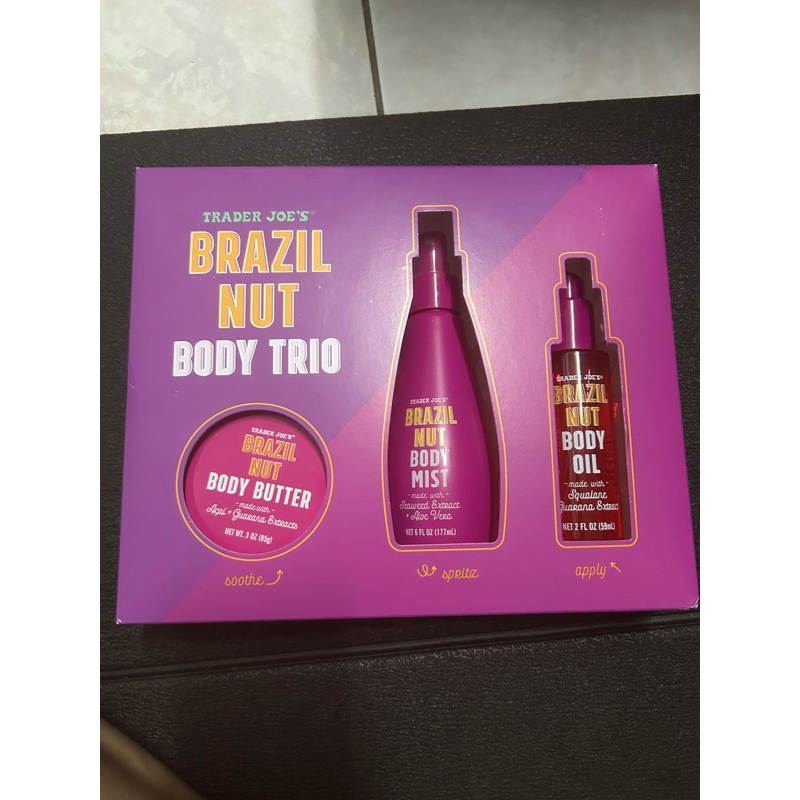 TRADER JOE'S®
BRAZIL
NUT
BODY TRIO
TRADER JOE'S®
BRAZIL
NUT
BODY BUTTER
- made with -
Açaí + Guarana Extracts
NET WT. 3 OZ (85g)
soothe
TRADER JOE'S®
BRAZIL
NUT
BODY
MIST
- made with -
Seaweed Extract
+ Aloe Vera
NET 6 FL OZ (177mL)
spritz
TRADER JOE'S®
BRAZIL
NUT
BODY
OIL
- made with -
Squalane
Guarana Extract
NET 2 FL OZ (59mL)
apply